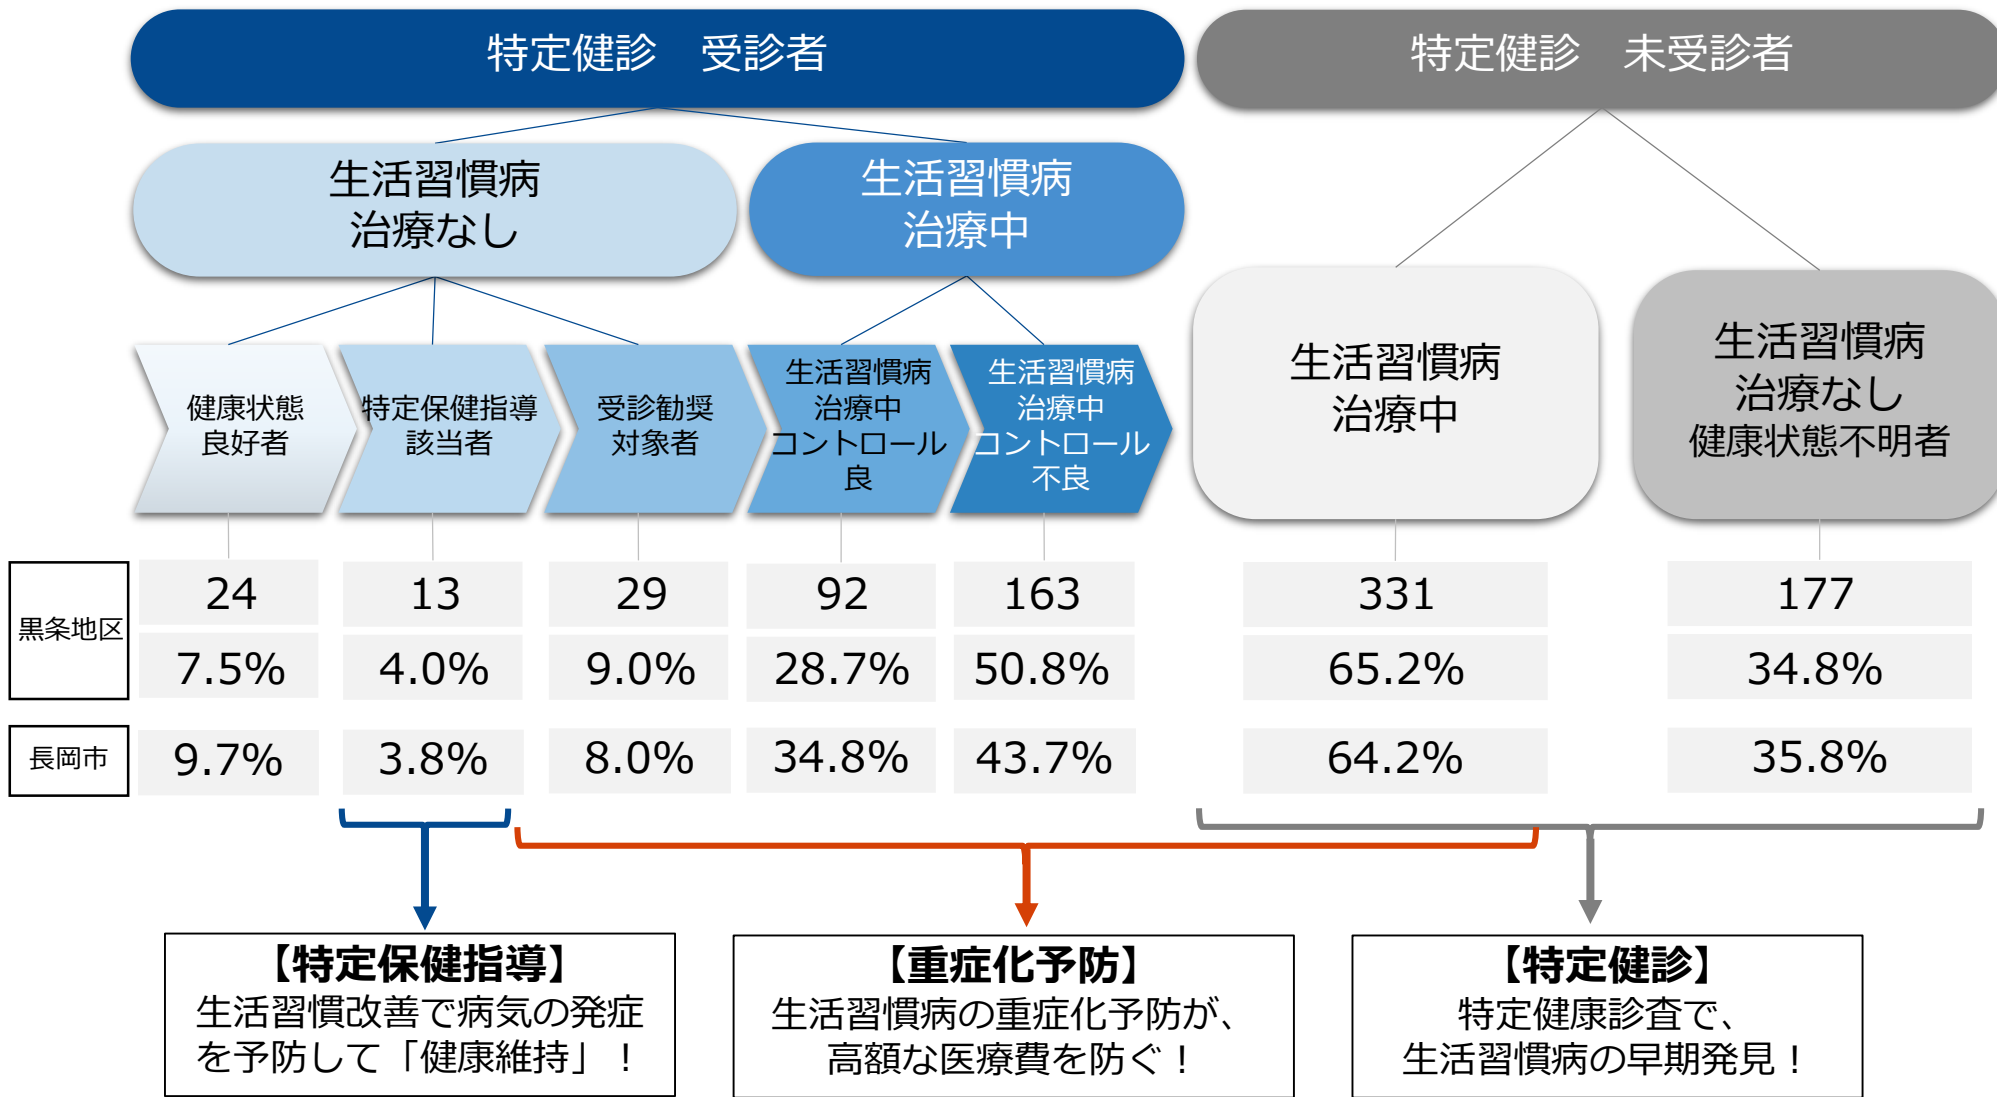 特定健診　受診者
特定健診　未受診者
生活習慣病
治療なし
生活習慣病
治療中
生活習慣病
治療中
生活習慣病
治療なし
健康状態不明者
健康状態
良好者
特定保健指導
該当者
受診勧奨
対象者
生活習慣病
治療中
コントロール
良
生活習慣病
治療中
コントロール
不良
黒条地区
24 13 29 92 163 331 177
7.5% 4.0% 9.0% 28.7% 50.8% 65.2% 34.8%
長岡市
9.7% 3.8% 8.0% 34.8% 43.7% 64.2% 35.8%
【特定保健指導】
生活習慣改善で病気の発症
を予防して「健康維持」！
【重症化予防】
生活習慣病の重症化予防が、
高額な医療費を防ぐ！
【特定健診】
特定健康診査で、
生活習慣病の早期発見！